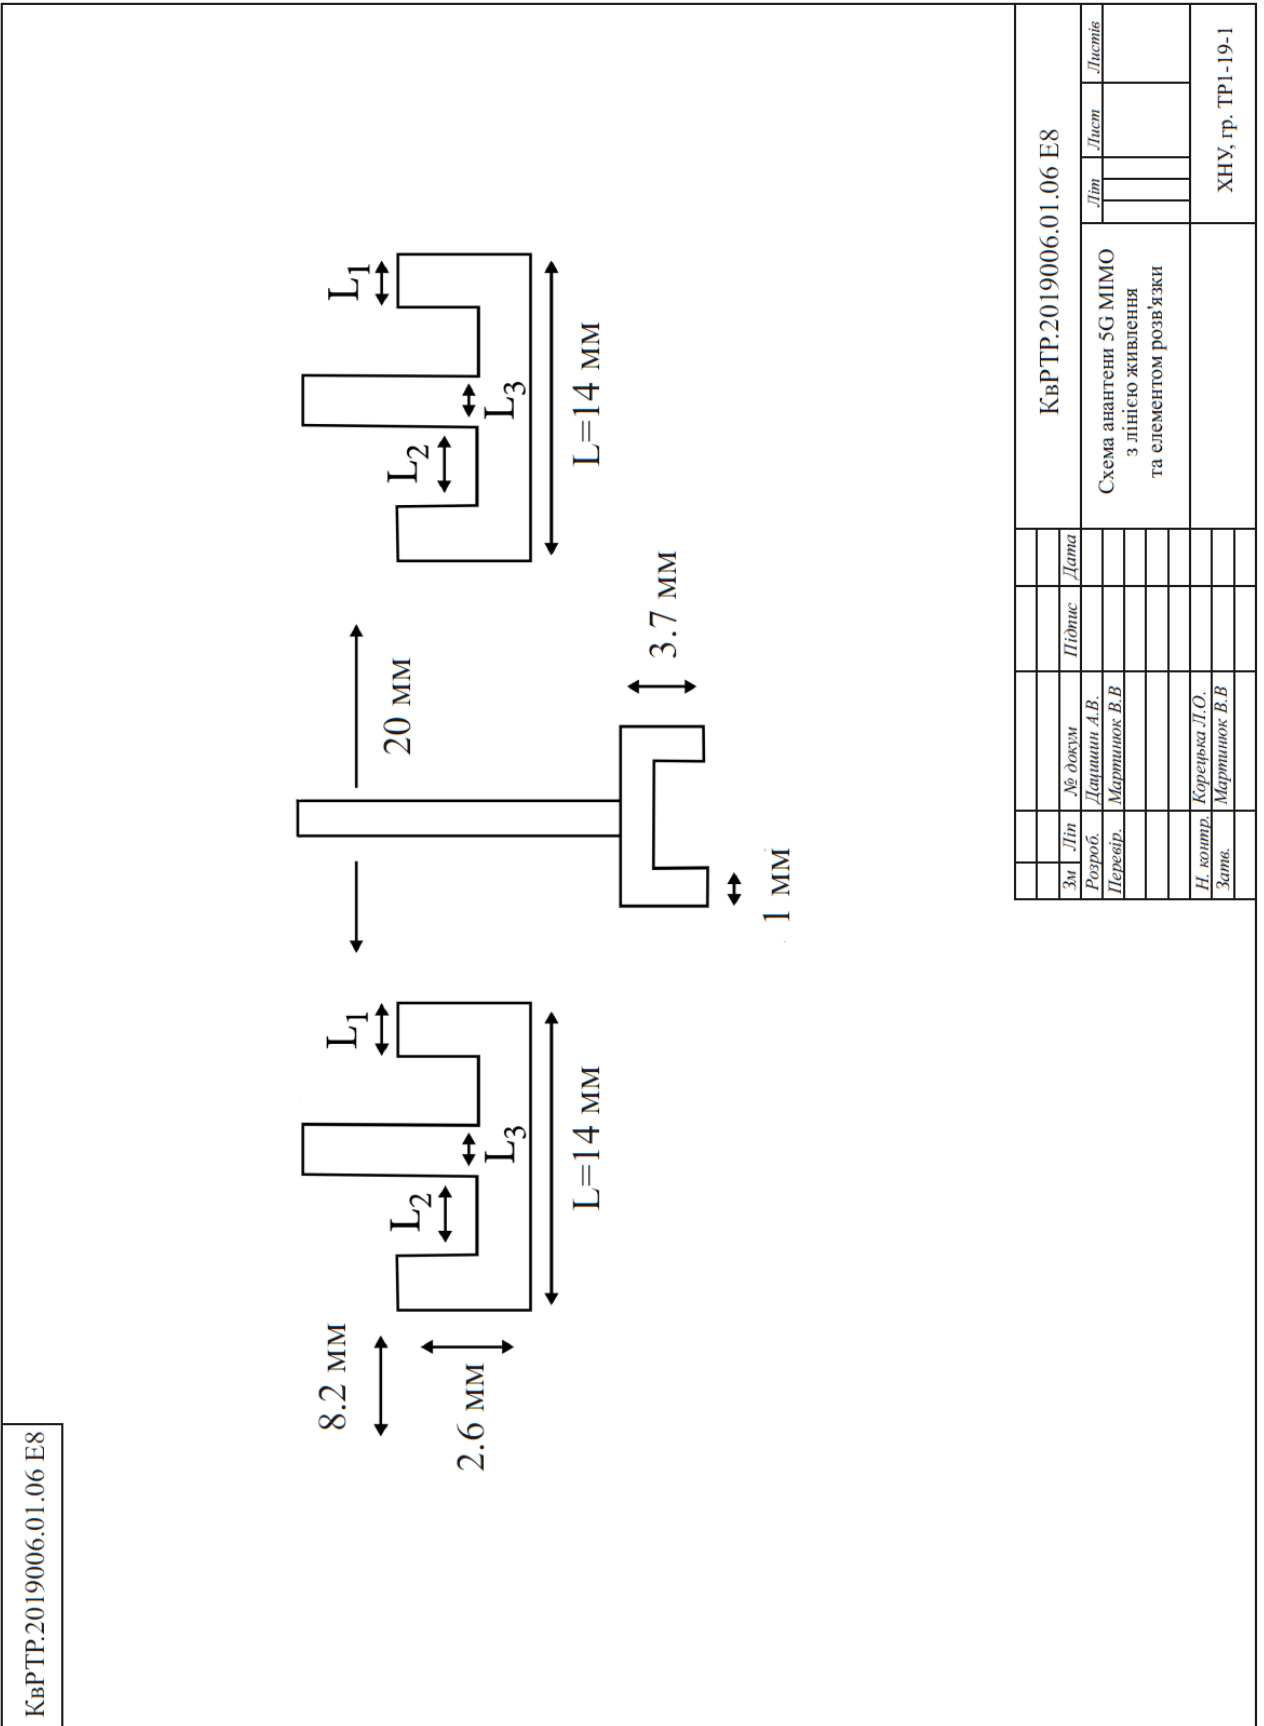 КвРТР.2019006.01.06 Е8
8.2 мм
2.6 мм
L1
L2
L3
L=14 мм
20 мм
1 мм
3.7 мм
L1
L2
L3
L=14 мм
КвРТР.2019006.01.06 Е8
Зм Ліп № докум Підпис Дата
Розроб. Дацишин А.В.
Перевір. Мартинюк В.В
Н. контр. Корецька Л.О.
Затв. Мартинюк В.В
Схема анантени 5G MIMO
з лінією живлення
та елементом розв'язки
Літ Лист Листів
ХНУ, гр. ТР1-19-1